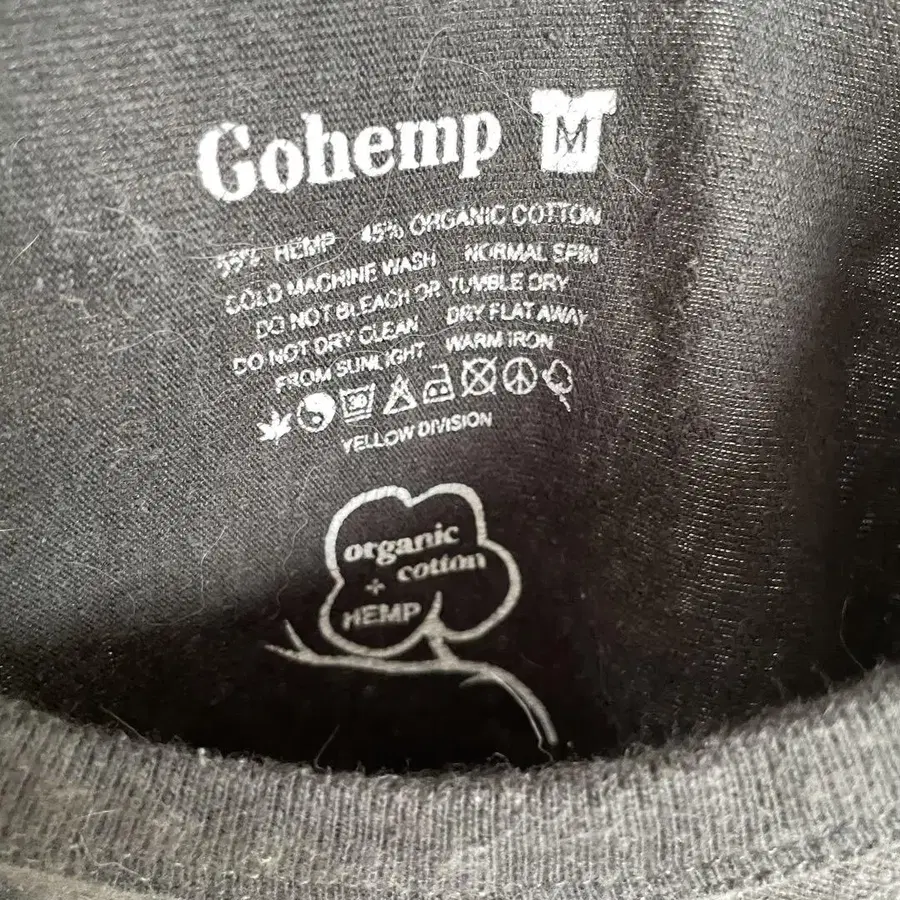 Gohemp M
55% HEMP 45% ORGANIC COTTON
COLD MACHINE WASH NORMAL SPIN
DO NOT BLEACH OR TUMBLE DRY
DO NOT DRY CLEAN DRY FLAT AWAY
FROM SUNLIGHT WARM IRON
30
YELLOW DIVISION
organic
+ cotton
HEMP